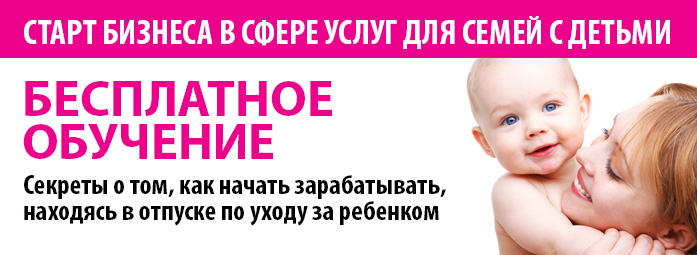 СТАРТ БИЗНЕСА В СФЕРЕ УСЛУГ ДЛЯ СЕМЕЙ С ДЕТЬМИ
БЕСПЛАТНОЕ
ОБУЧЕНИЕ
Секреты о том, как начать зарабатывать,
находясь в отпуске по уходу за ребенком